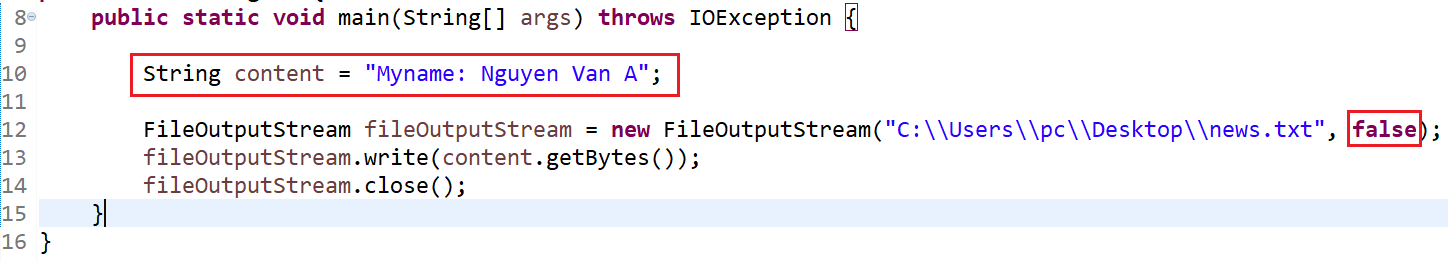 8 public static void main(String[] args) throws IOException {
9
10 String content = "Myname: Nguyen Van A";
11
12 FileOutputStream fileOutputStream = new FileOutputStream("C:\\Users\\pc\\Desktop\\news.txt", false);
13 fileOutputStream.write(content.getBytes());
14 fileOutputStream.close();
15 }
16 }